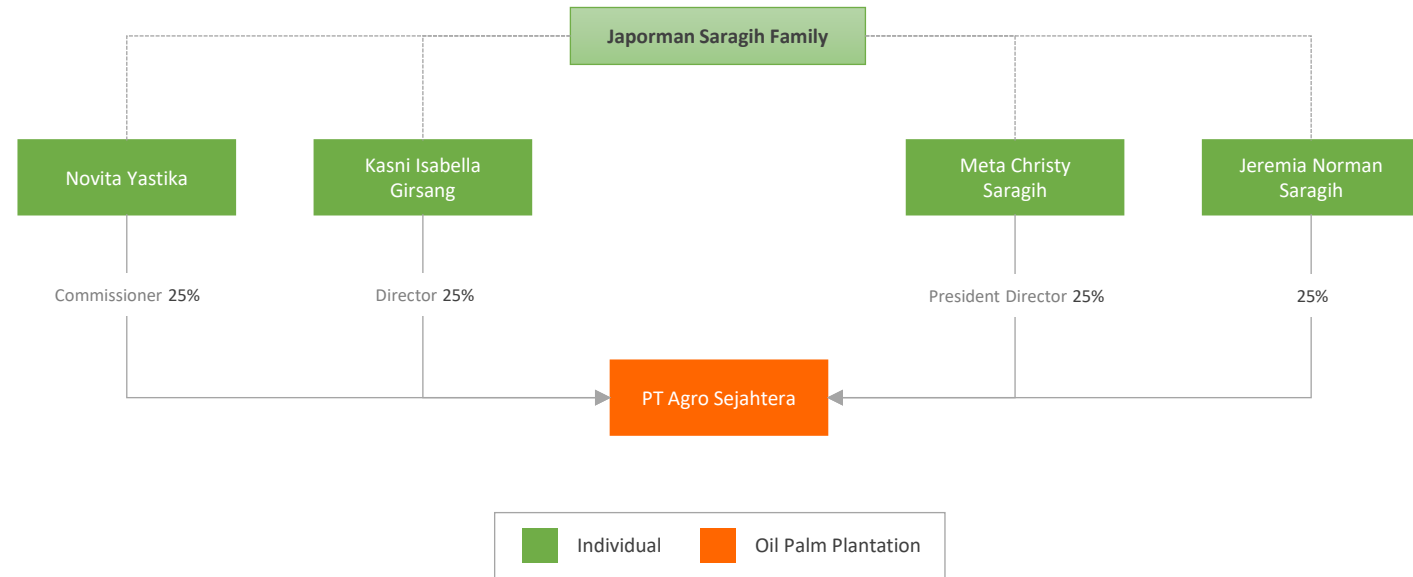 Japorman Saragih Family
Novita Yastika
Kasni Isabella
Girsang
Meta Christy
Saragih
Jeremia Norman
Saragih
Commissioner 25%
Director 25%
President Director 25%
25%
PT Agro Sejahtera
Individual
Oil Palm Plantation